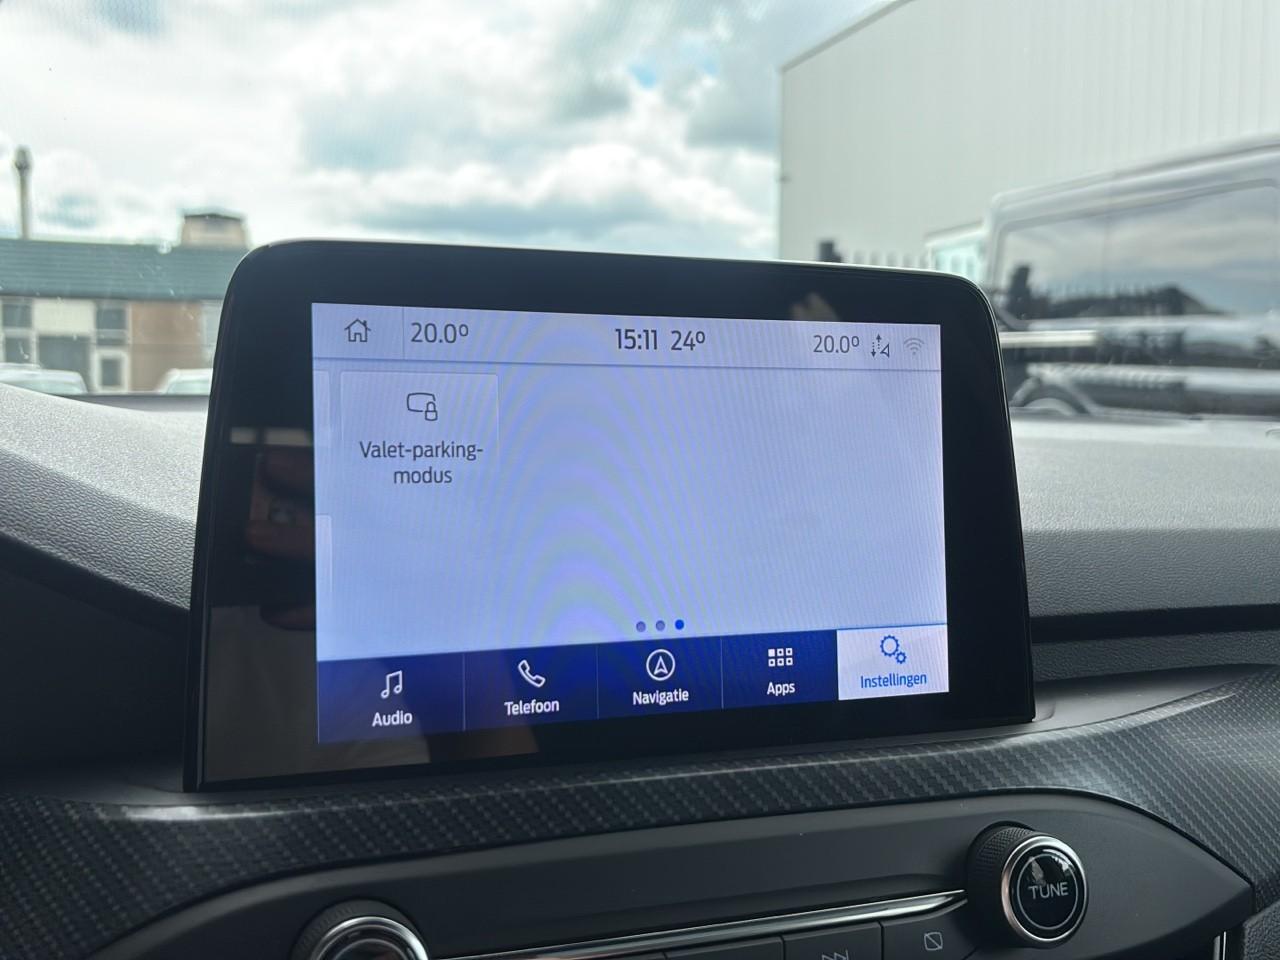 20.0° 15:11 24° 20.0°
Valet-parking-
modus
Audio Telefoon Navigatie Apps Instellingen
TUNE